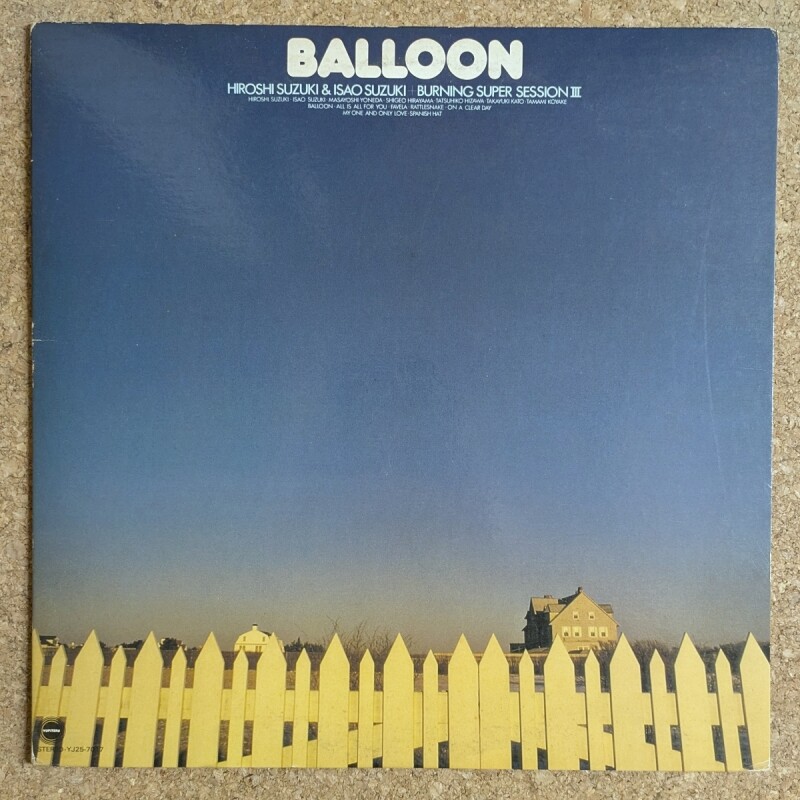 BALLOON
HIROSHI SUZUKI & ISAO SUZUKI + BURNING SUPER SESSION III
HIROSHI SUZUKI · ISAO SUZUKI · MASAYOSHI YONEDA · SHIGEO HIRAYAMA · TATSUHIKO HIZAWA · TAKAYUKI KATO · TAMAMI KOYAKE
BALLOON · ALL IS ALL FOR YOU · FAVELA · RATTLESNAKE · ON A CLEAR DAY
MY ONE AND ONLY LOVE · SPANISH HAT